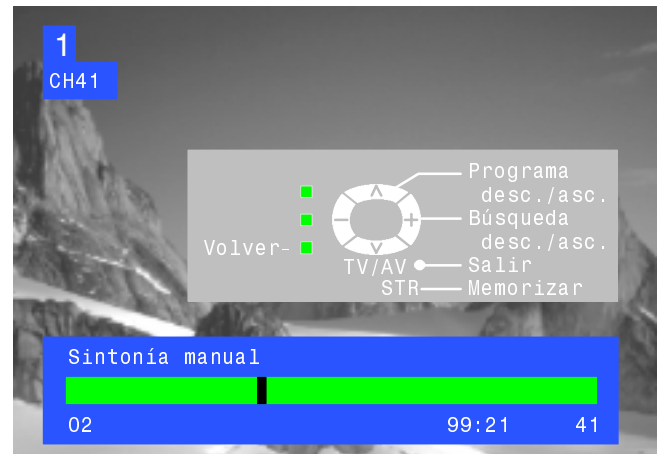 1
CH41
Programa
desc./asc.
Búsqueda
desc./asc.
Volver-
TV/AV Salir
STR Memorizar
Sintonía manual
02 99:21 41